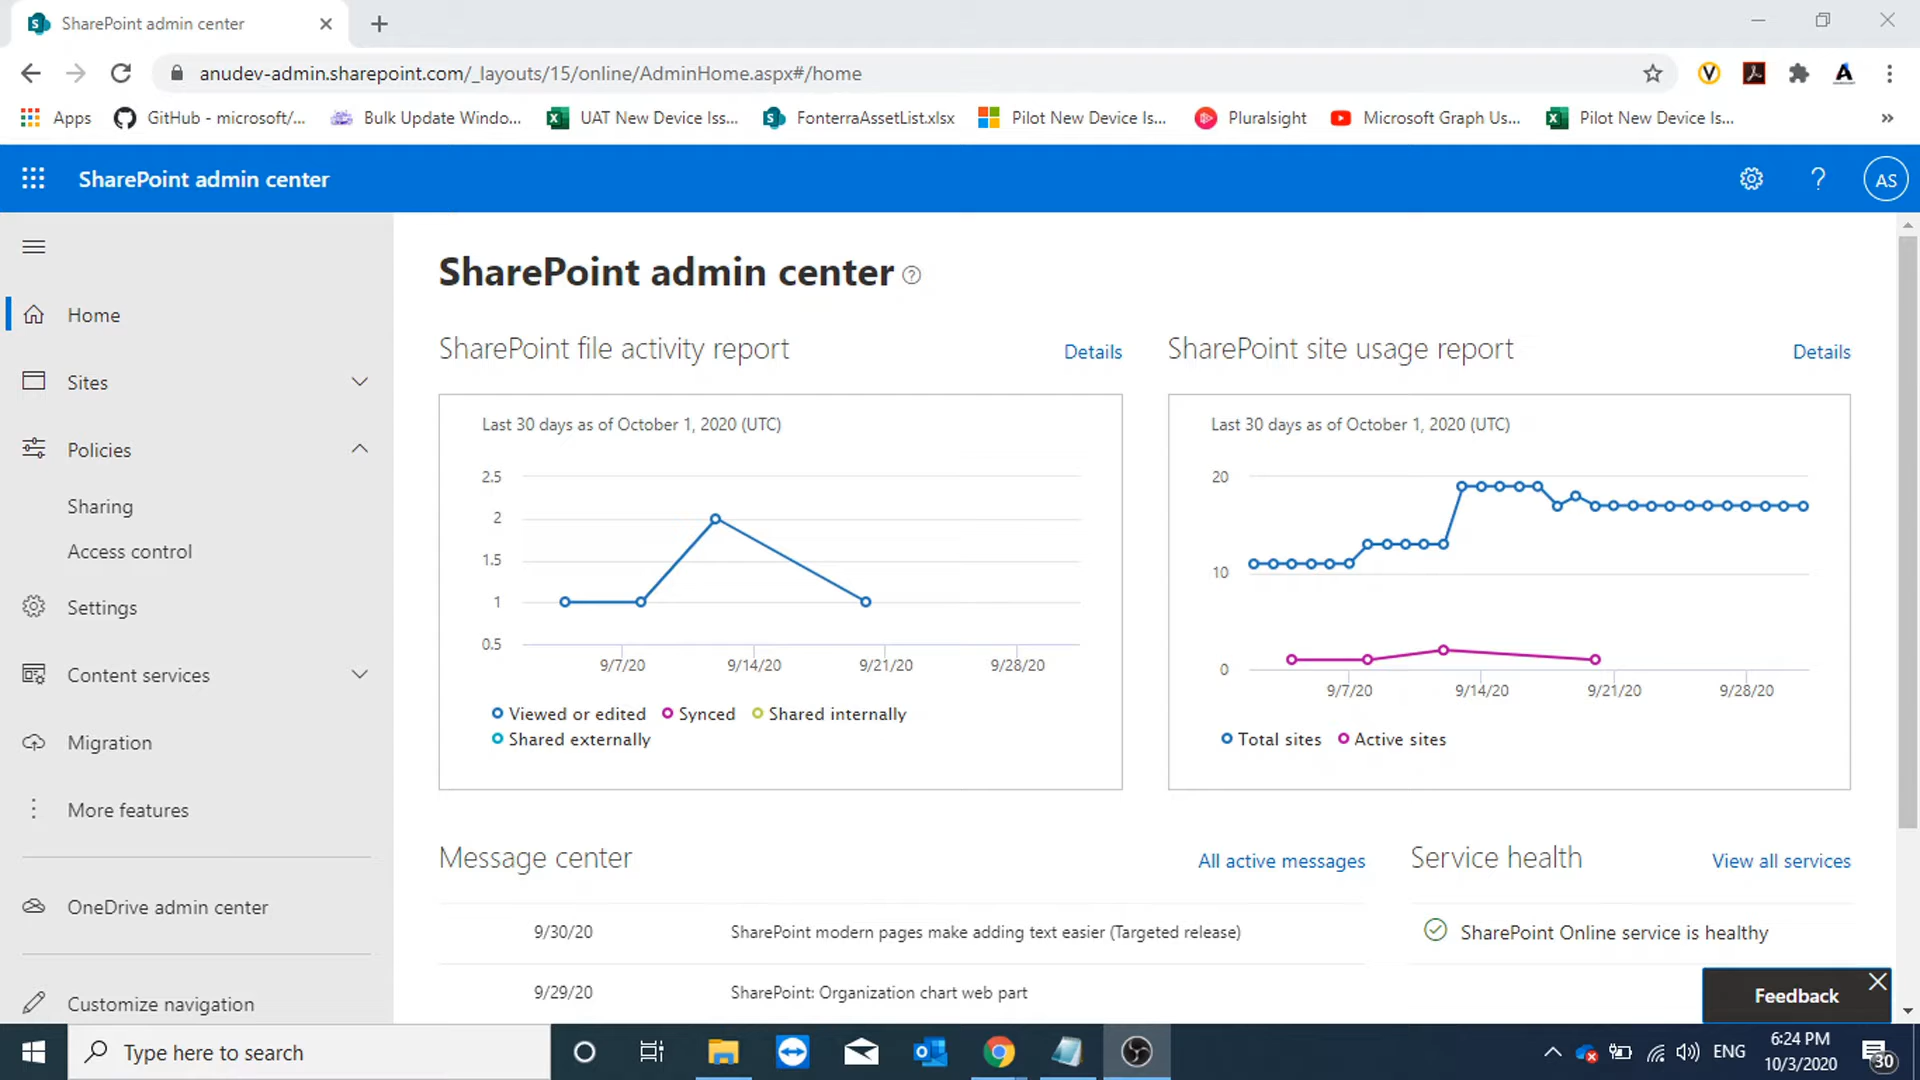 SharePoint admin center
anudev-admin.sharepoint.com/_layouts/15/online/AdminHome.aspx#/home
Apps
GitHub - microsoft/...
Bulk Update Windo...
UAT New Device Iss...
FonterraAssetList.xlsx
Pilot New Device Is...
Pluralsight
Microsoft Graph Us...
Pilot New Device Is...
»
SharePoint admin center
?
AS
Home
Sites
Policies
Sharing
Access control
Settings
Content services
Migration
More features
OneDrive admin center
Customize navigation
SharePoint admin center ?
SharePoint file activity report
Details
Last 30 days as of October 1, 2020 (UTC)
2.5
2
1.5
1
0.5
9/7/20 9/14/20 9/21/20 9/28/20
Viewed or edited Synced Shared internally
Shared externally
SharePoint site usage report
Details
Last 30 days as of October 1, 2020 (UTC)
20
10
0
9/7/20 9/14/20 9/21/20 9/28/20
Total sites Active sites
Message center
All active messages
9/30/20 SharePoint modern pages make adding text easier (Targeted release)
9/29/20 SharePoint: Organization chart web part
Service health
View all services
SharePoint Online service is healthy
Feedback
Type here to search
ENG
6:24 PM
10/3/2020
30